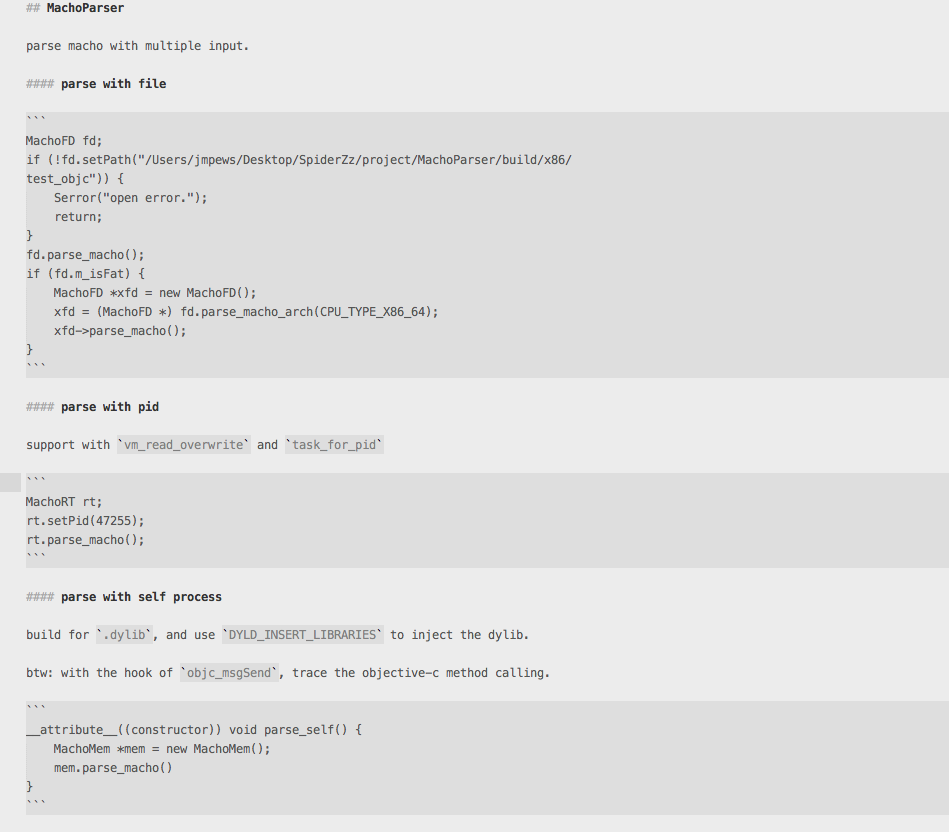 ## MachoParser
parse macho with multiple input.
#### parse with file
```
MachoFD fd;
if (!fd.setPath("/Users/jmpews/Desktop/SpiderZz/project/MachoParser/build/x86/
test_objc")) {
    Serror("open error.");
    return;
}
fd.parse_macho();
if (fd.m_isFat) {
    MachoFD *xfd = new MachoFD();
    xfd = (MachoFD *) fd.parse_macho_arch(CPU_TYPE_X86_64);
    xfd->parse_macho();
}
```
#### parse with pid
support with `vm_read_overwrite` and `task_for_pid`
```
MachoRT rt;
rt.setPid(47255);
rt.parse_macho();
```
#### parse with self process
build for `.dylib`, and use `DYLD_INSERT_LIBRARIES` to inject the dylib.
btw: with the hook of `objc_msgSend`, trace the objective-c method calling.
```
__attribute__((constructor)) void parse_self() {
    MachoMem *mem = new MachoMem();
    mem.parse_macho()
}
```